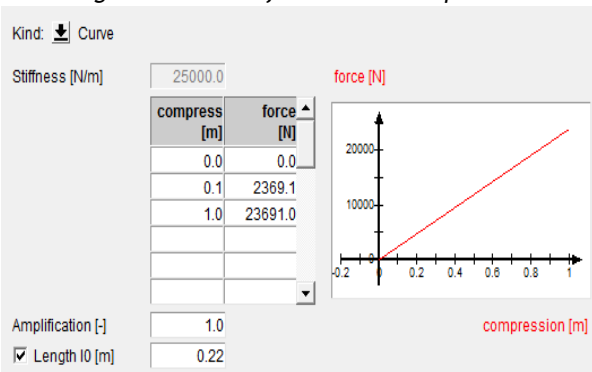 Kind: Curve
Stiffness [N/m] 25000.0 force [N]
compress force
[m] [N]
0.0 0.0
0.1 2369.1
1.0 23691.0
20000
10000
0
-0.2 0 0.2 0.4 0.6 0.8 1
Amplification [-] 1.0 compression [m]
Length l0 [m] 0.22